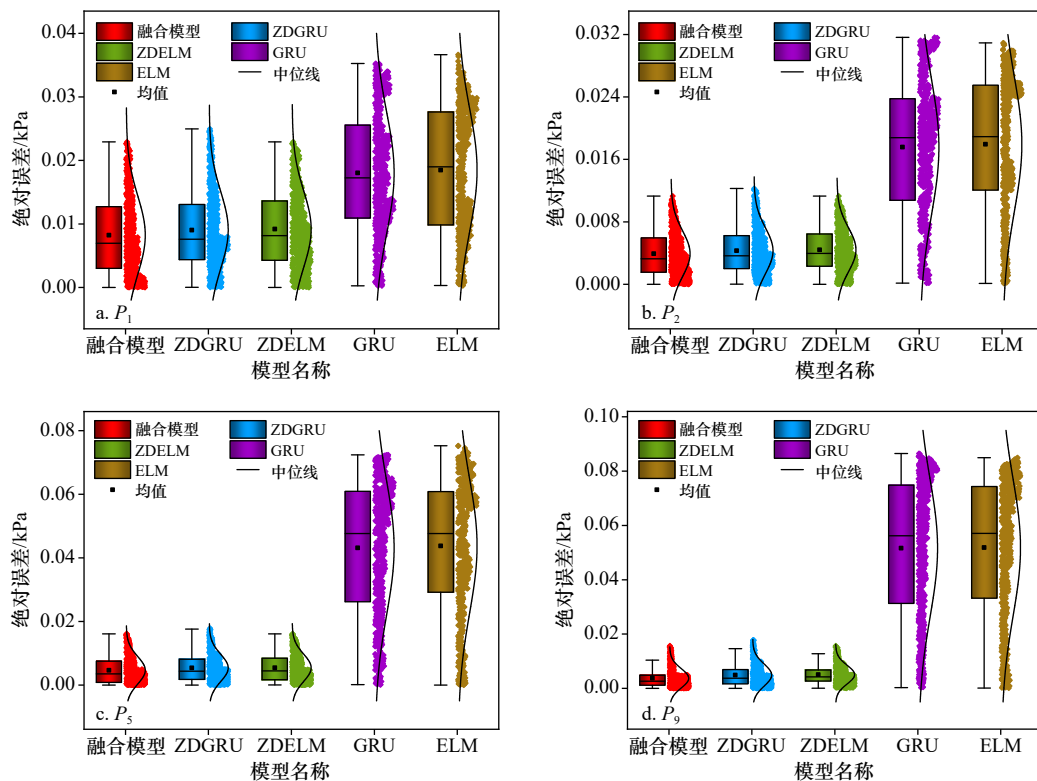 0.04
0.03
0.02
0.01
0.00
绝对误差/kPa
融合模型 ZDGRU
ZDELM GRU
ELM 中位线
均值
a. P₁
融合模型 ZDGRU ZDELM GRU ELM
模型名称
0.032
0.024
0.016
0.008
0.000
绝对误差/kPa
融合模型 ZDGRU
ZDELM GRU
ELM 中位线
均值
b. P₂
融合模型 ZDGRU ZDELM GRU ELM
模型名称
0.08
0.06
0.04
0.02
0.00
绝对误差/kPa
融合模型 ZDGRU
ZDELM GRU
ELM 中位线
均值
c. P₅
融合模型 ZDGRU ZDELM GRU ELM
模型名称
0.10
0.08
0.06
0.04
0.02
0.00
绝对误差/kPa
融合模型 ZDGRU
ZDELM GRU
ELM 中位线
均值
d. P₉
融合模型 ZDGRU ZDELM GRU ELM
模型名称